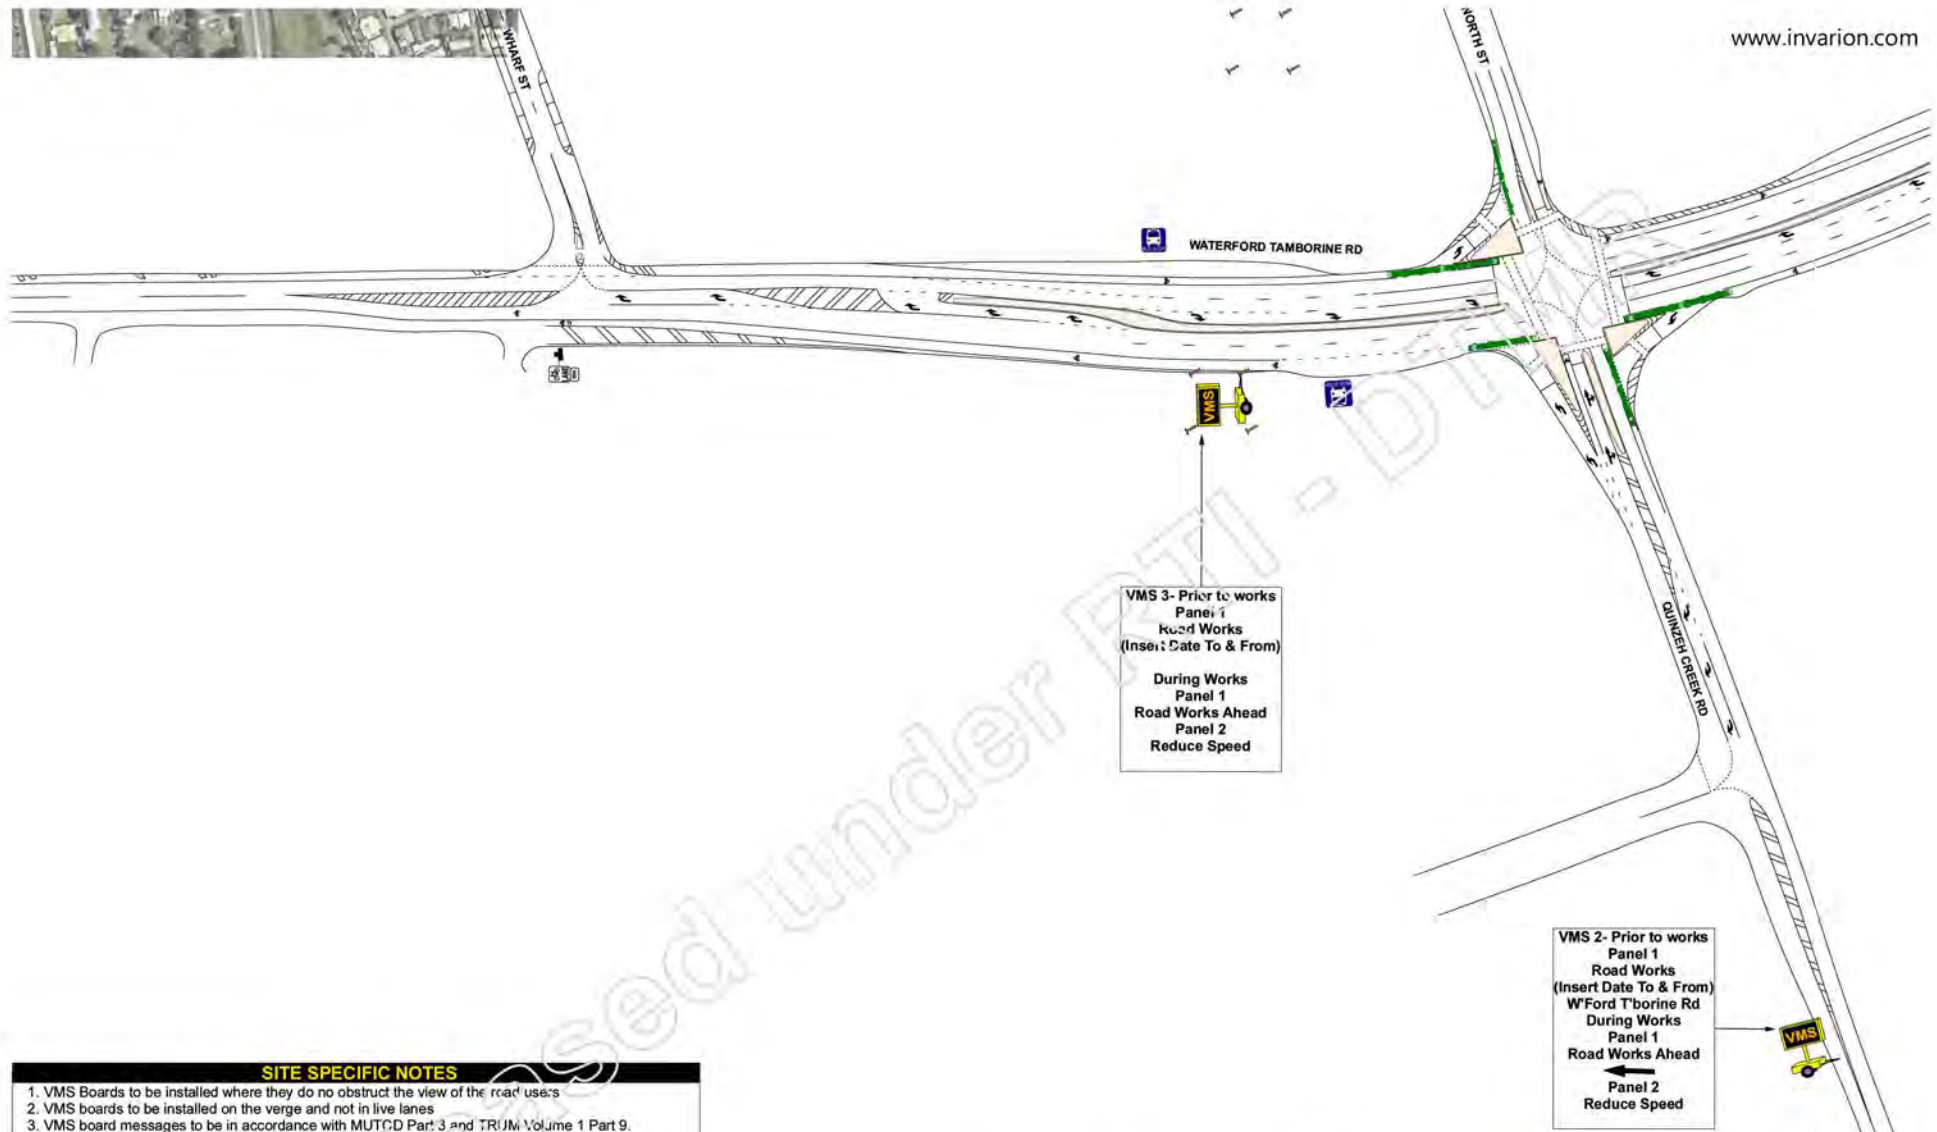 www.invarion.com
WHARF ST
NORTH ST
WATERFORD TAMBORINE RD
VMS
VMS 3- Prior to works
Panel 1
Road Works
(Insert Date To & From)
During Works
Panel 1
Road Works Ahead
Panel 2
Reduce Speed
QUINZEH CREEK RD
VMS 2- Prior to works
Panel 1
Road Works
(Insert Date To & From)
W'Ford T'borine Rd
During Works
Panel 1
Road Works Ahead
Panel 2
Reduce Speed
VMS
SITE SPECIFIC NOTES
1. VMS Boards to be installed where they do no obstruct the view of the road users
2. VMS boards to be installed on the verge and not in live lanes
3. VMS board messages to be in accordance with MUTCD Part 3 and TRUM Volume 1 Part 9.
ased under RTI - DTMR